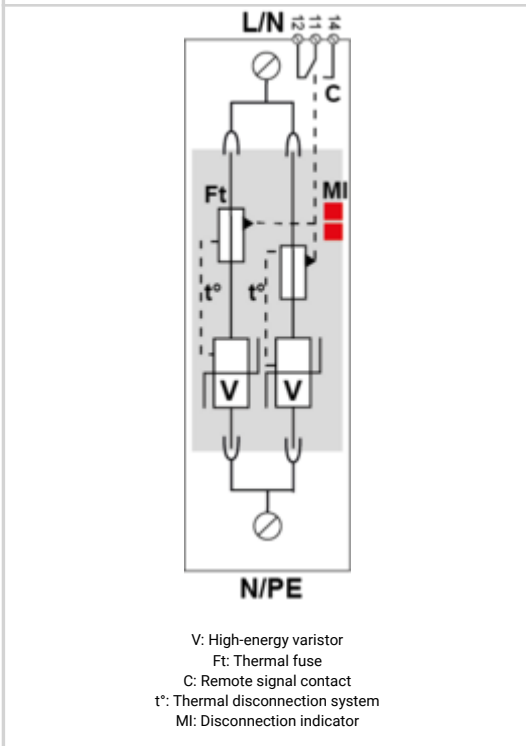 L/N 12 11 14
C
Ft
MI
t° t°
V V
N/PE
V: High-energy varistor
Ft: Thermal fuse
C: Remote signal contact
t°: Thermal disconnection system
MI: Disconnection indicator